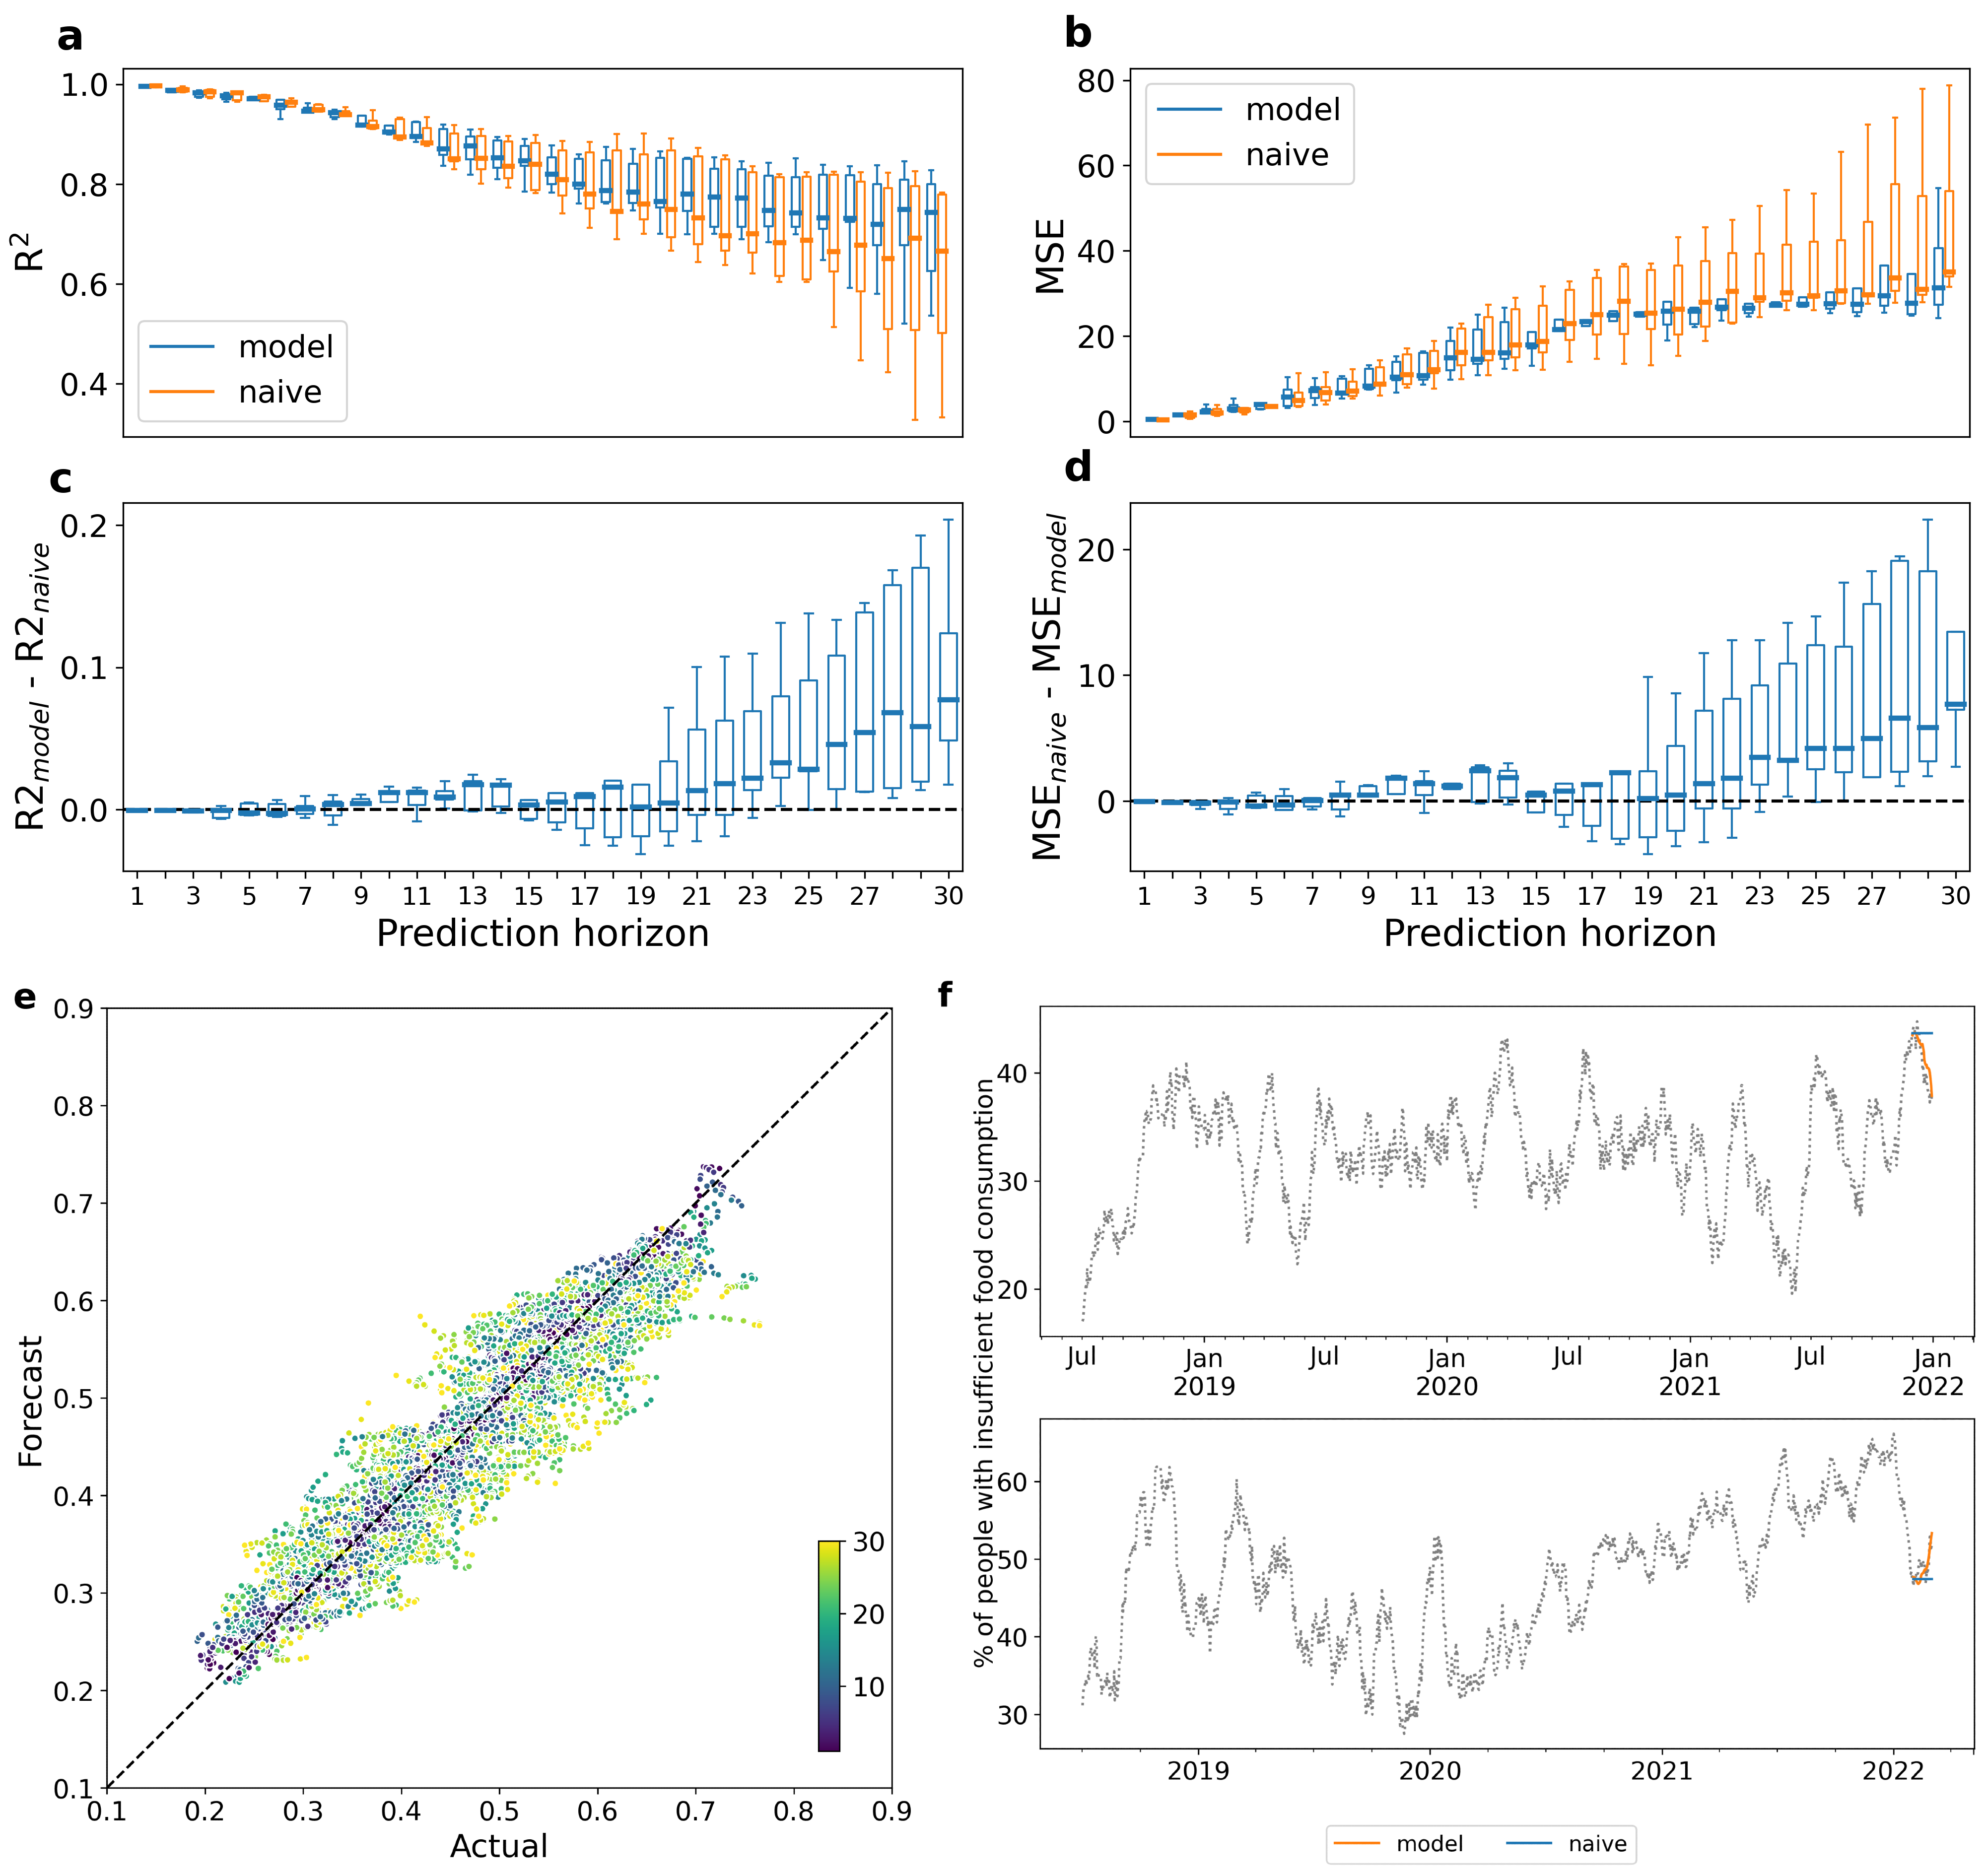 a
1.0
0.8
0.6
0.4
R²
model
naive
b
80
60
40
20
0
MSE
model
naive
c
0.2
0.1
0.0
R2model - R2naive
1 3 5 7 9 11 13 15 17 19 21 23 25 27 30
Prediction horizon
d
20
10
0
MSEnaive - MSEmodel
1 3 5 7 9 11 13 15 17 19 21 23 25 27 30
Prediction horizon
e
0.9
0.8
0.7
0.6
0.5
0.4
0.3
0.2
0.1
Forecast
30
20
10
0.1 0.2 0.3 0.4 0.5 0.6 0.7 0.8 0.9
Actual
f
% of people with insufficient food consumption
40
30
20
Jul Jan Jul Jan Jul Jan Jul Jan
2019 2020 2021 2022
60
50
40
30
2019 2020 2021 2022
model naive